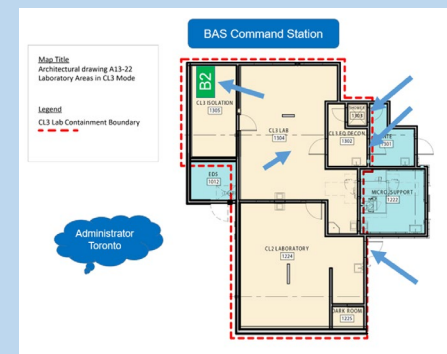 BAS Command Station
Map Title
Architectural drawing A13-22
Laboratory Areas in CL3 Mode
Legend
CL3 Lab Containment Boundary
B2
CL3 ISOLATION
1305
CL3 LAB
1304
SHOWER
1303
CL3 EQ DECON
1302
1301
EDS
1012
MICRO SUPPORT
1222
Administrator
Toronto
CL2 LABORATORY
1224
DARK ROOM
1225